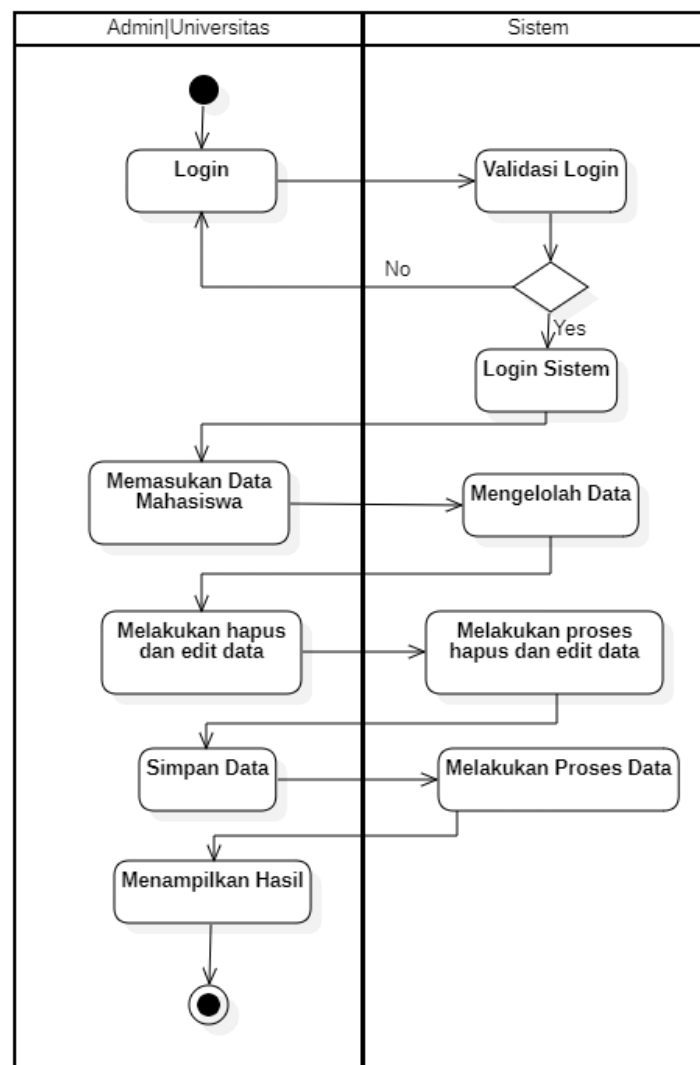 Admin|Universitas
Sistem
Login
Validasi Login
No
Yes
Login Sistem
Memasukan Data
Mahasiswa
Mengelolah Data
Melakukan hapus
dan edit data
Melakukan proses
hapus dan edit data
Simpan Data
Melakukan Proses Data
Menampilkan Hasil